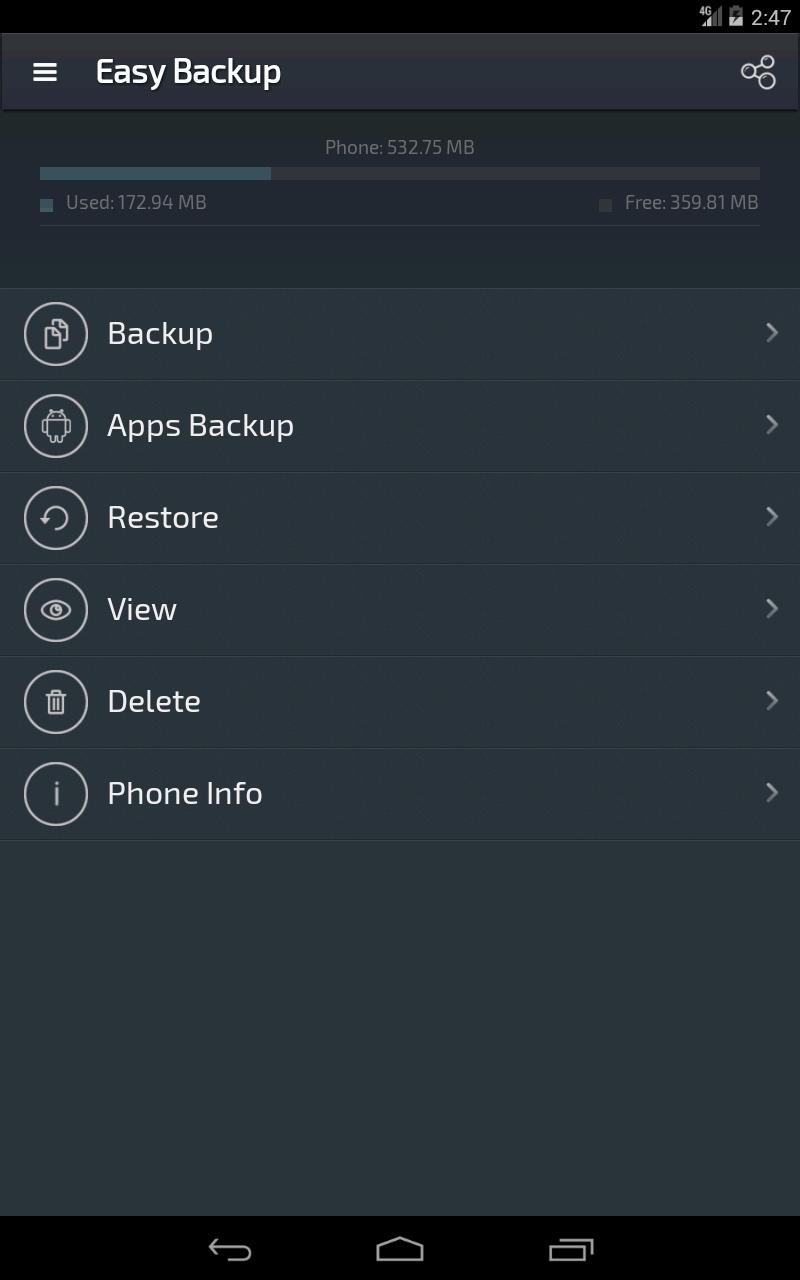 4G 2:47
Easy Backup
Phone: 532.75 MB
Used: 172.94 MB Free: 359.81 MB
Backup
Apps Backup
Restore
View
Delete
Phone Info